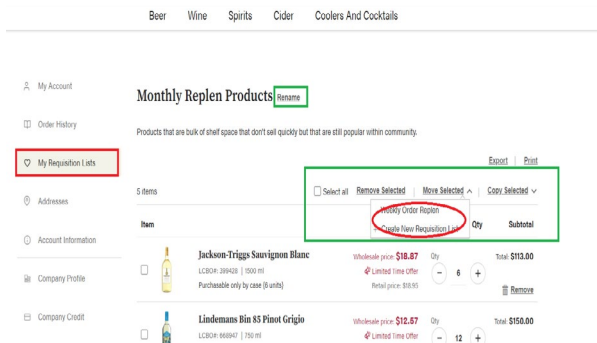 Beer Wine Spirits Cider Coolers And Cocktails
My Account
Order History
My Requisition Lists
Addresses
Account Information
Company Profile
Company Credit
Monthly Replen Products Rename
Products that are bulk of shelf space that don't sell quickly but that are still popular within community.
Export | Print
5 items Select all Remove Selected | Move Selected | Copy Selected
Weekly Order Replen
+ Create New Requisition List
Item Qty Subtotal
Jackson-Triggs Sauvignon Blanc Wholesale price: $18.87 Qty Total: $113.00
LCBO#: 399428 | 1500 ml Limited Time Offer - 6 +
Purchasable only by case (6 units) Retail price: $18.95 Remove
Lindemans Bin 85 Pinot Grigio Wholesale price: $12.57 Qty Total: $150.00
LCBO#: 668947 | 750 ml Limited Time Offer - 12 +